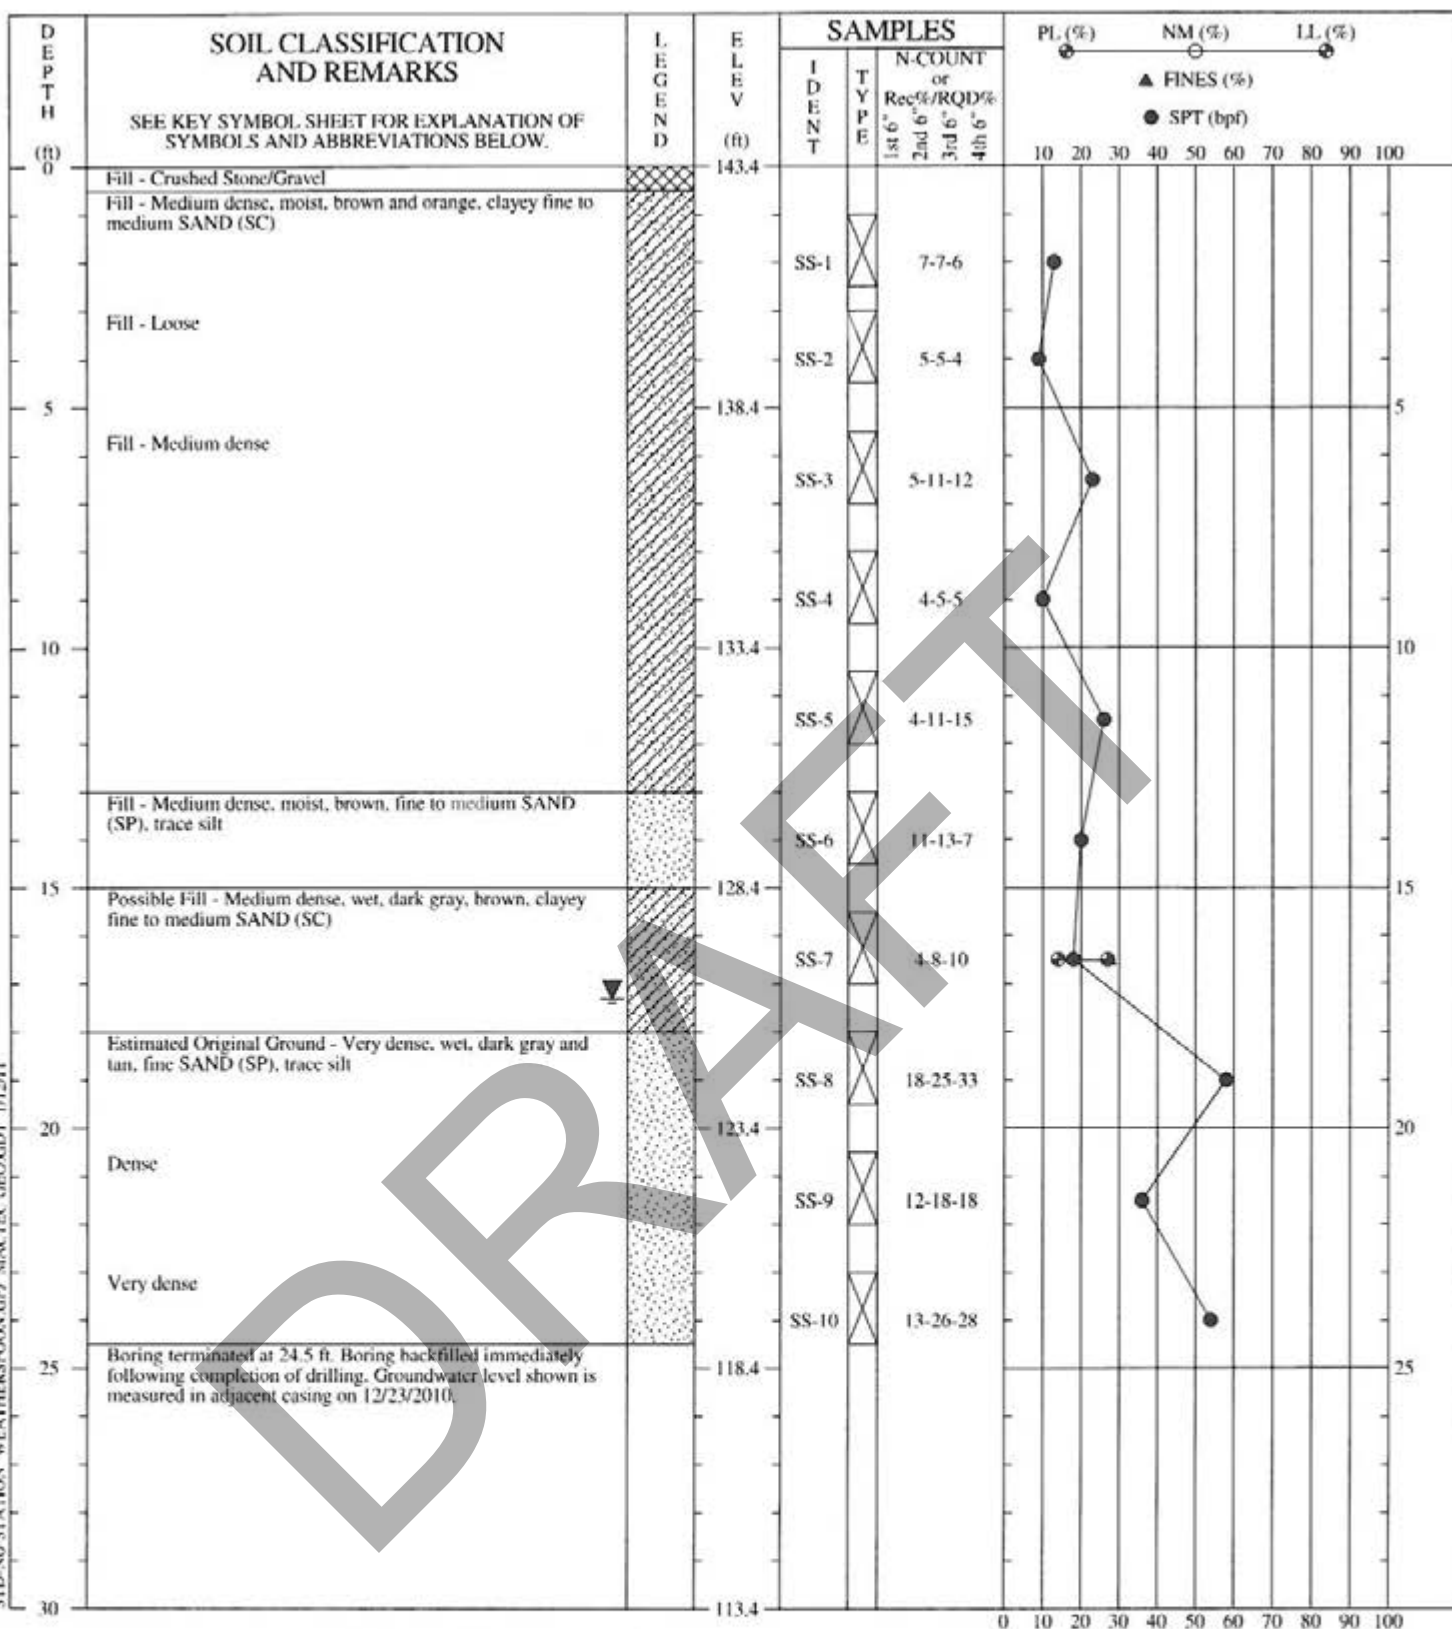 DEPTH
(ft)
SOIL CLASSIFICATION
AND REMARKS
SEE KEY SYMBOL SHEET FOR EXPLANATION OF
SYMBOLS AND ABBREVIATIONS BELOW.
LEGEND
ELEV
(ft)
SAMPLES
IDENT
TYPE
N-COUNT
or
Rec%/RQD%
1st 6"
2nd 6"
3rd 6"
4th 6"
PL (%) NM (%) LL (%)
▲ FINES (%)
● SPT (bpf)
10 20 30 40 50 60 70 80 90 100
0 143.4
Fill - Crushed Stone/Gravel
Fill - Medium dense, moist, brown and orange, clayey fine to
medium SAND (SC)
SS-1 7-7-6
Fill - Loose
SS-2 5-5-4
5 138.4 5
Fill - Medium dense
SS-3 5-11-12
SS-4 4-5-5
10 133.4 10
SS-5 4-11-15
Fill - Medium dense, moist, brown, fine to medium SAND
(SP), trace silt
SS-6 11-13-7
15 128.4 15
Possible Fill - Medium dense, wet, dark gray, brown, clayey
fine to medium SAND (SC)
SS-7 4-8-10
Estimated Original Ground - Very dense, wet, dark gray and
tan, fine SAND (SP), trace silt
SS-8 18-25-33
20 123.4 20
Dense
SS-9 12-18-18
Very dense
SS-10 13-26-28
Boring terminated at 24.5 ft. Boring backfilled immediately
following completion of drilling. Groundwater level shown is
measured in adjacent casing on 12/23/2010.
25 118.4 25
30 113.4
0 10 20 30 40 50 60 70 80 90 100
DRAFT